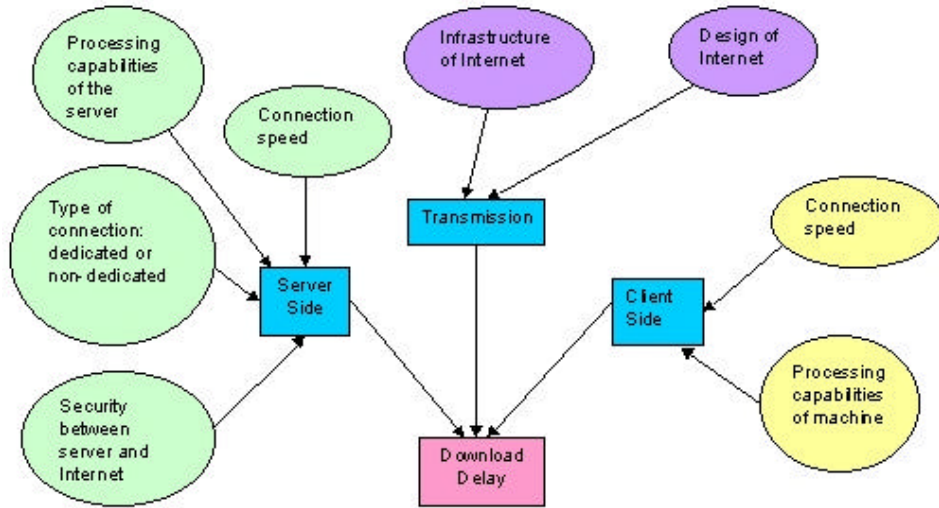 Processing
capabilities
of the
server
Connection
speed
Infrastructure
of Internet
Design of
Internet
Type of
connection:
dedicated or
non-dedicated
Transmission
Connection
speed
Server
Side
Client
Side
Security
between
server and
Internet
Processing
capabilities
of machine
Download
Delay